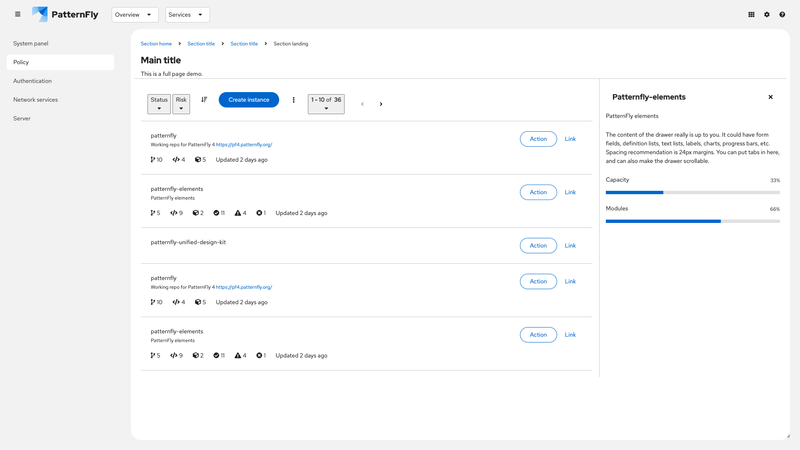 PatternFly
Overview
Services
System panel
Policy
Authentication
Network services
Server
Section home
Section title
Section title
Section landing
Main title
This is a full page demo.
Status
Risk
Create instance
1 - 10 of 36
patternfly
Working repo for PatternFly 4 https://pf4.patternfly.org/
10 4 5 Updated 2 days ago
Action
Link
patternfly-elements
PatternFly elements
5 9 2 11 4 1 Updated 2 days ago
Action
Link
patternfly-unified-design-kit
Action
Link
patternfly
Working repo for PatternFly 4 https://pf4.patternfly.org/
10 4 5 Updated 2 days ago
Action
Link
patternfly-elements
PatternFly elements
5 9 2 11 4 1 Updated 2 days ago
Action
Link
Patternfly-elements
PatternFly elements
The content of the drawer really is up to you. It could have form
fields, definition lists, text lists, labels, charts, progress bars, etc.
Spacing recommendation is 24px margins. You can put tabs in here,
and can also make the drawer scrollable.
Capacity
33%
Modules
66%